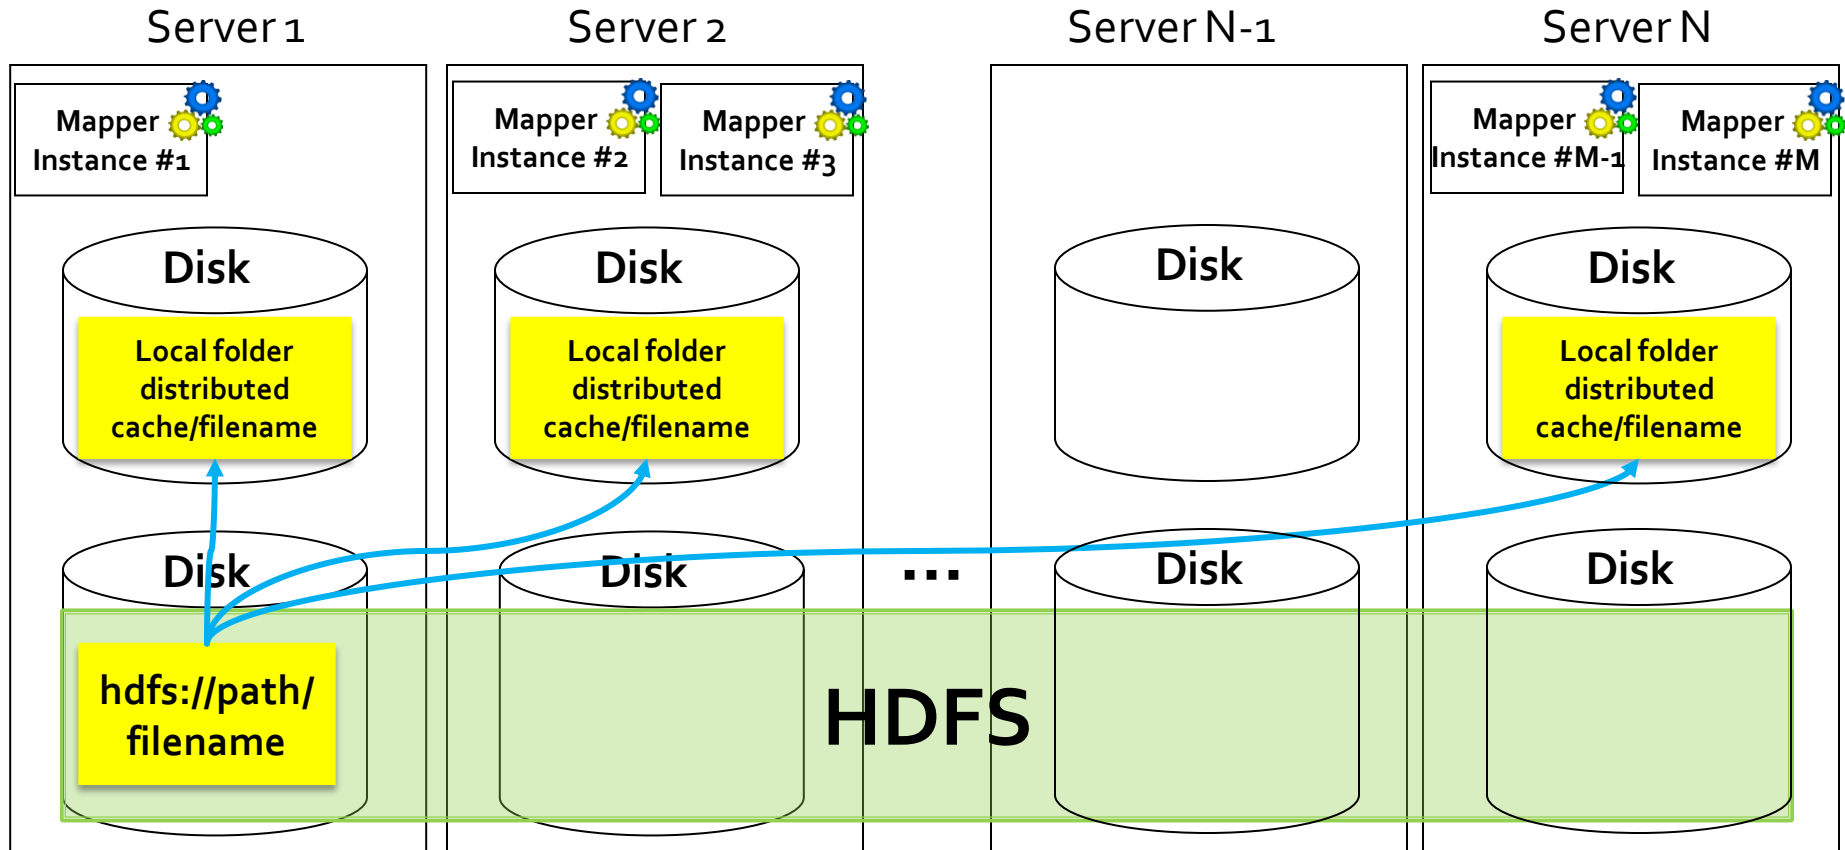 Server 1
Server 2
Server N-1
Server N
Mapper
Instance #1
Mapper
Instance #2
Mapper
Instance #3
Mapper
Instance #M-1
Mapper
Instance #M
Disk
Disk
Disk
Disk
Local folder
distributed
cache/filename
Local folder
distributed
cache/filename
Local folder
distributed
cache/filename
Disk
Disk
...
Disk
Disk
hdfs://path/
filename
HDFS